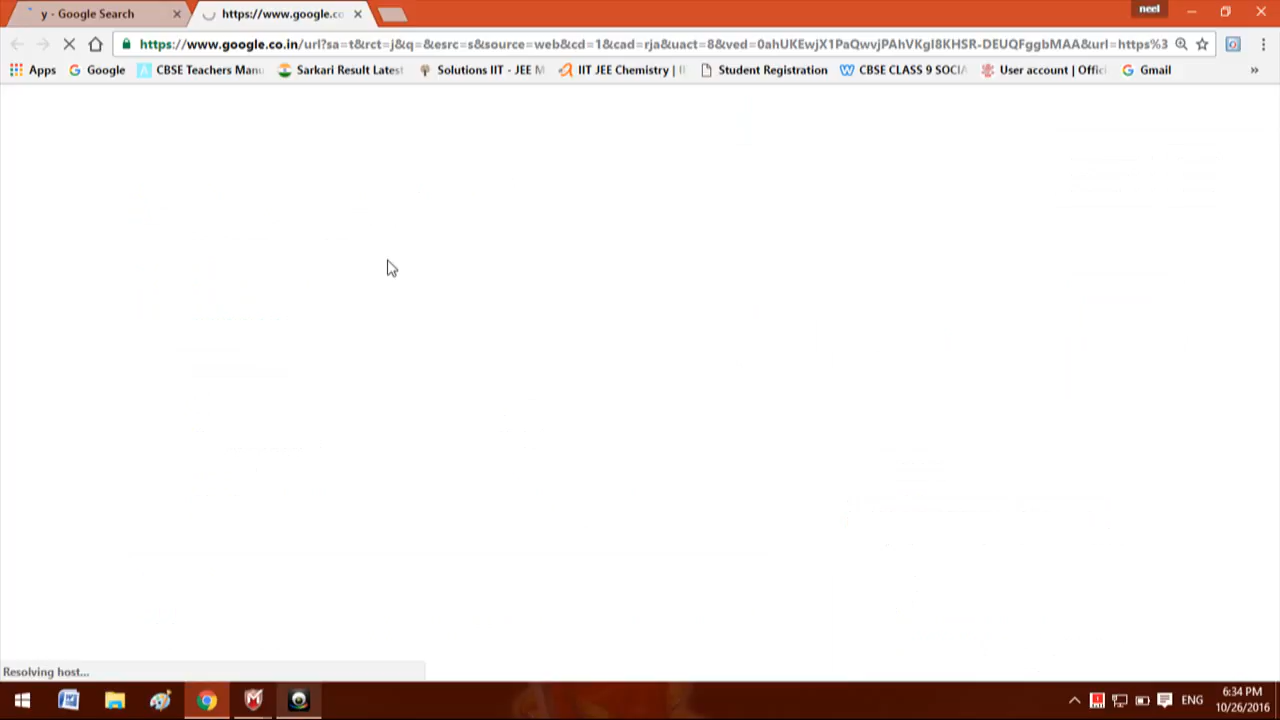 y - Google Search
https://www.google.co
neel
https://www.google.co.in/url?sa=t&rct=j&q=&esrc=s&source=web&cd=1&cad=rja&uact=8&ved=0ahUKEwjX1PaQwvjPAhVKgI8KHSR-DEUQFggbMAA&url=https%3
Apps Google CBSE Teachers Manu Sarkari Result Latest Solutions IIT - JEE M IIT JEE Chemistry | I Student Registration CBSE CLASS 9 SOCIA User account | Offici Gmail »
Resolving host...
ENG
6:34 PM
10/26/2016